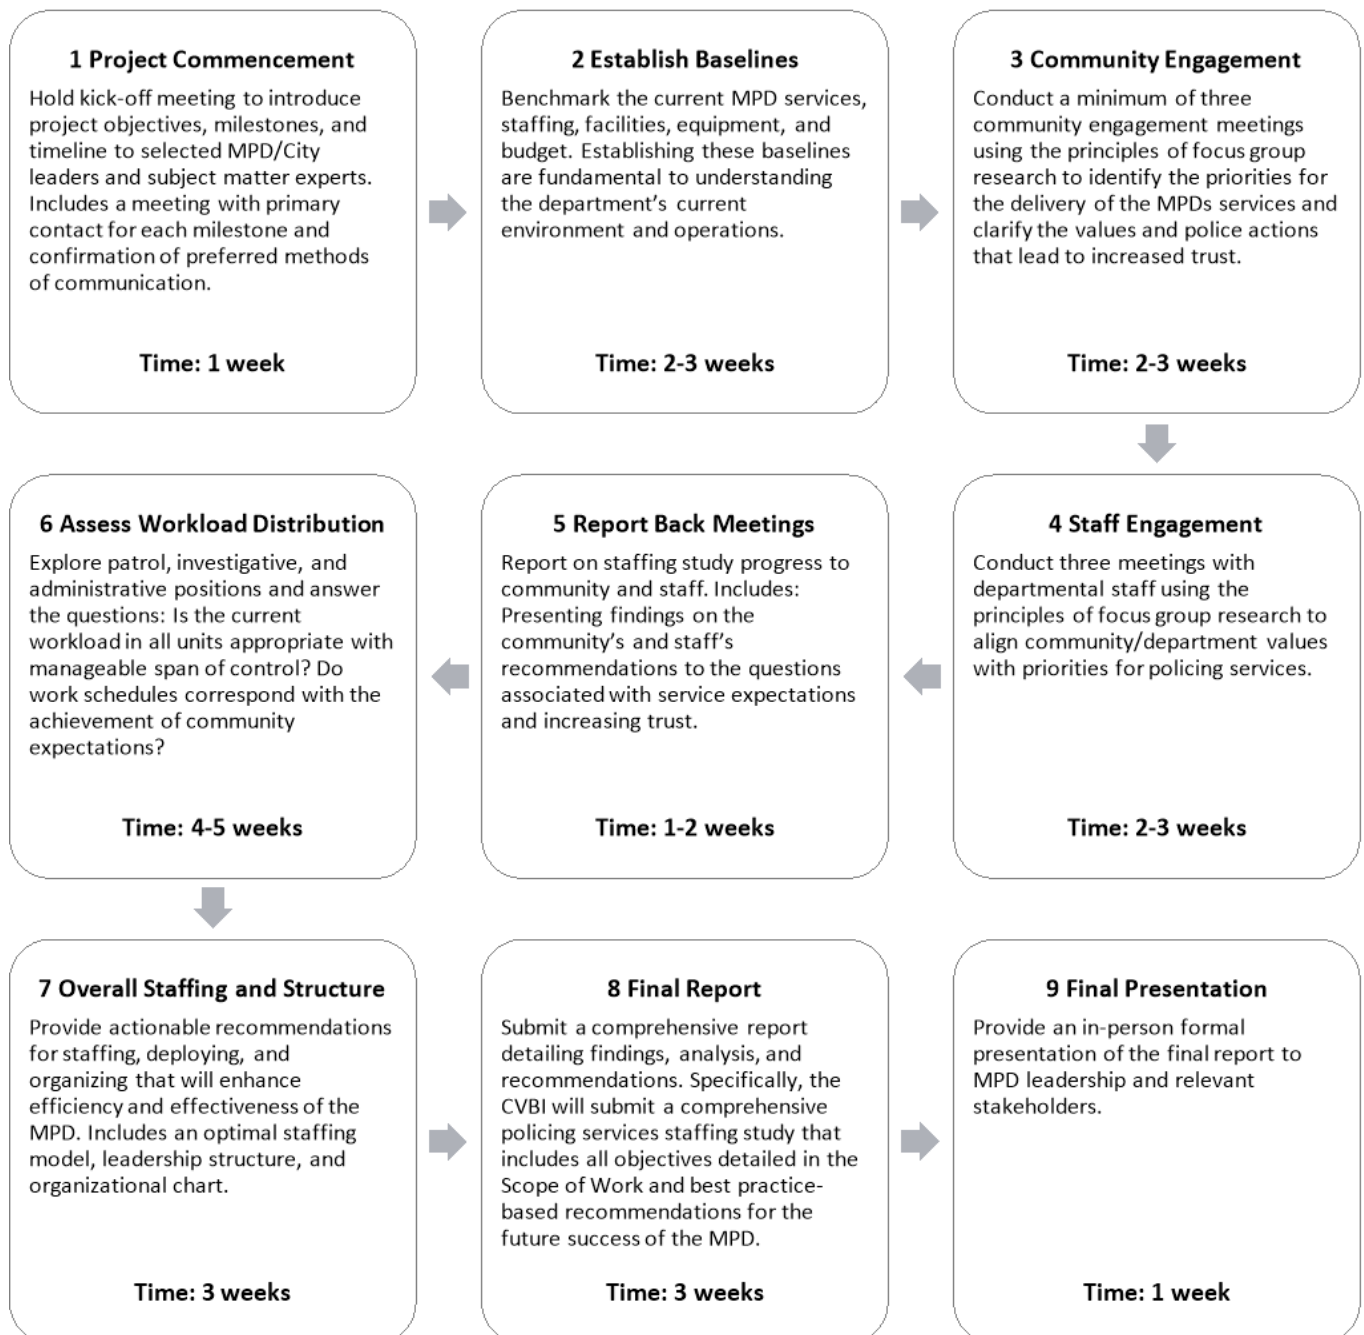 1 Project Commencement
Hold kick-off meeting to introduce
project objectives, milestones, and
timeline to selected MPD/City
leaders and subject matter experts.
Includes a meeting with primary
contact for each milestone and
confirmation of preferred methods
of communication.
Time: 1 week
2 Establish Baselines
Benchmark the current MPD services,
staffing, facilities, equipment, and
budget. Establishing these baselines
are fundamental to understanding
the department's current
environment and operations.
Time: 2-3 weeks
3 Community Engagement
Conduct a minimum of three
community engagement meetings
using the principles of focus group
research to identify the priorities for
the delivery of the MPDs services and
clarify the values and police actions
that lead to increased trust.
Time: 2-3 weeks
4 Staff Engagement
Conduct three meetings with
departmental staff using the
principles of focus group research to
align community/department values
with priorities for policing services.
Time: 2-3 weeks
5 Report Back Meetings
Report on staffing study progress to
community and staff. Includes:
Presenting findings on the
community's and staff's
recommendations to the questions
associated with service expectations
and increasing trust.
Time: 1-2 weeks
6 Assess Workload Distribution
Explore patrol, investigative, and
administrative positions and answer
the questions: Is the current
workload in all units appropriate with
manageable span of control? Do
work schedules correspond with the
achievement of community
expectations?
Time: 4-5 weeks
7 Overall Staffing and Structure
Provide actionable recommendations
for staffing, deploying, and
organizing that will enhance
efficiency and effectiveness of the
MPD. Includes an optimal staffing
model, leadership structure, and
organizational chart.
Time: 3 weeks
8 Final Report
Submit a comprehensive report
detailing findings, analysis, and
recommendations. Specifically, the
CVBI will submit a comprehensive
policing services staffing study that
includes all objectives detailed in the
Scope of Work and best practice-
based recommendations for the
future success of the MPD.
Time: 3 weeks
9 Final Presentation
Provide an in-person formal
presentation of the final report to
MPD leadership and relevant
stakeholders.
Time: 1 week